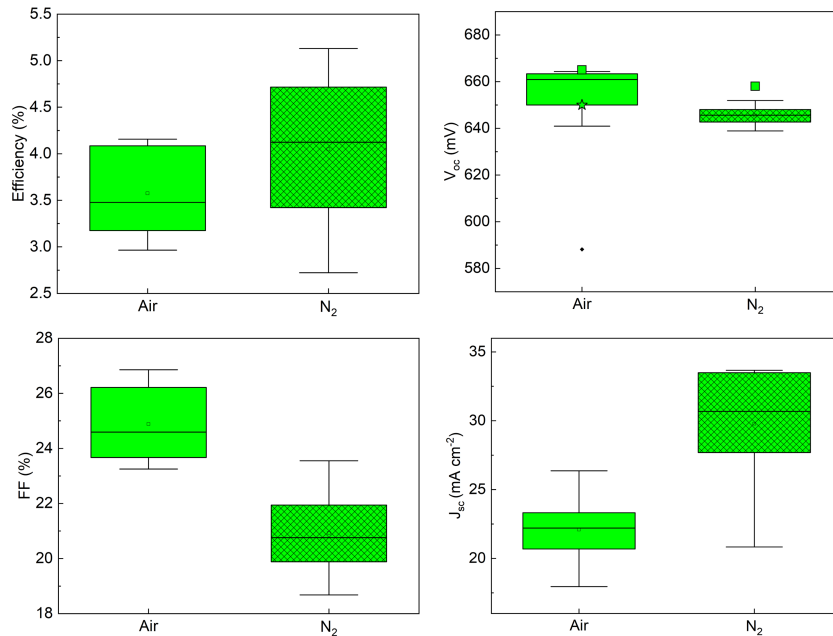 Efficiency (%)
5.5
5.0
4.5
4.0
3.5
3.0
2.5
Air
N2
Voc (mV)
680
660
640
620
600
580
Air
N2
FF (%)
28
26
24
22
20
18
Air
N2
Jsc (mA cm-2)
35
30
25
20
Air
N2